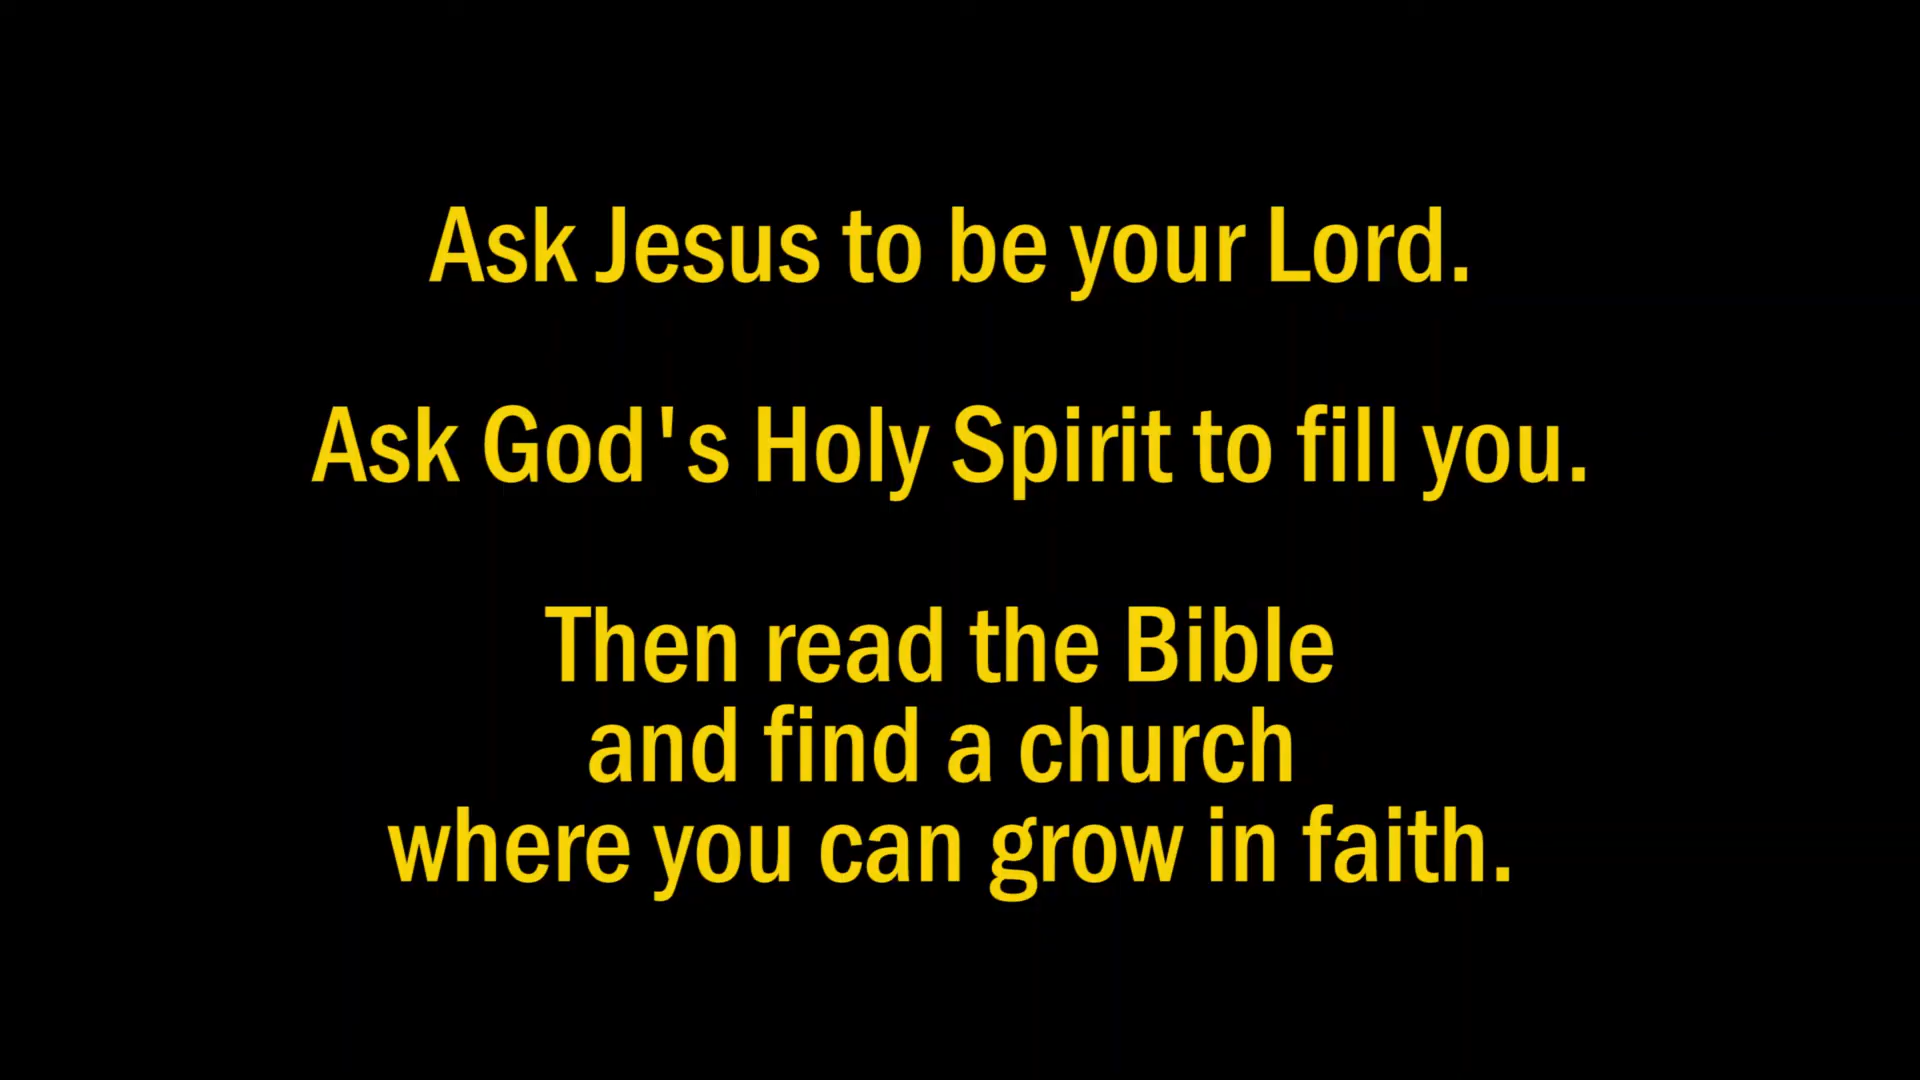 Ask Jesus to be your Lord.
Ask God's Holy Spirit to fill you.
Then read the Bible
and find a church
where you can grow in faith.